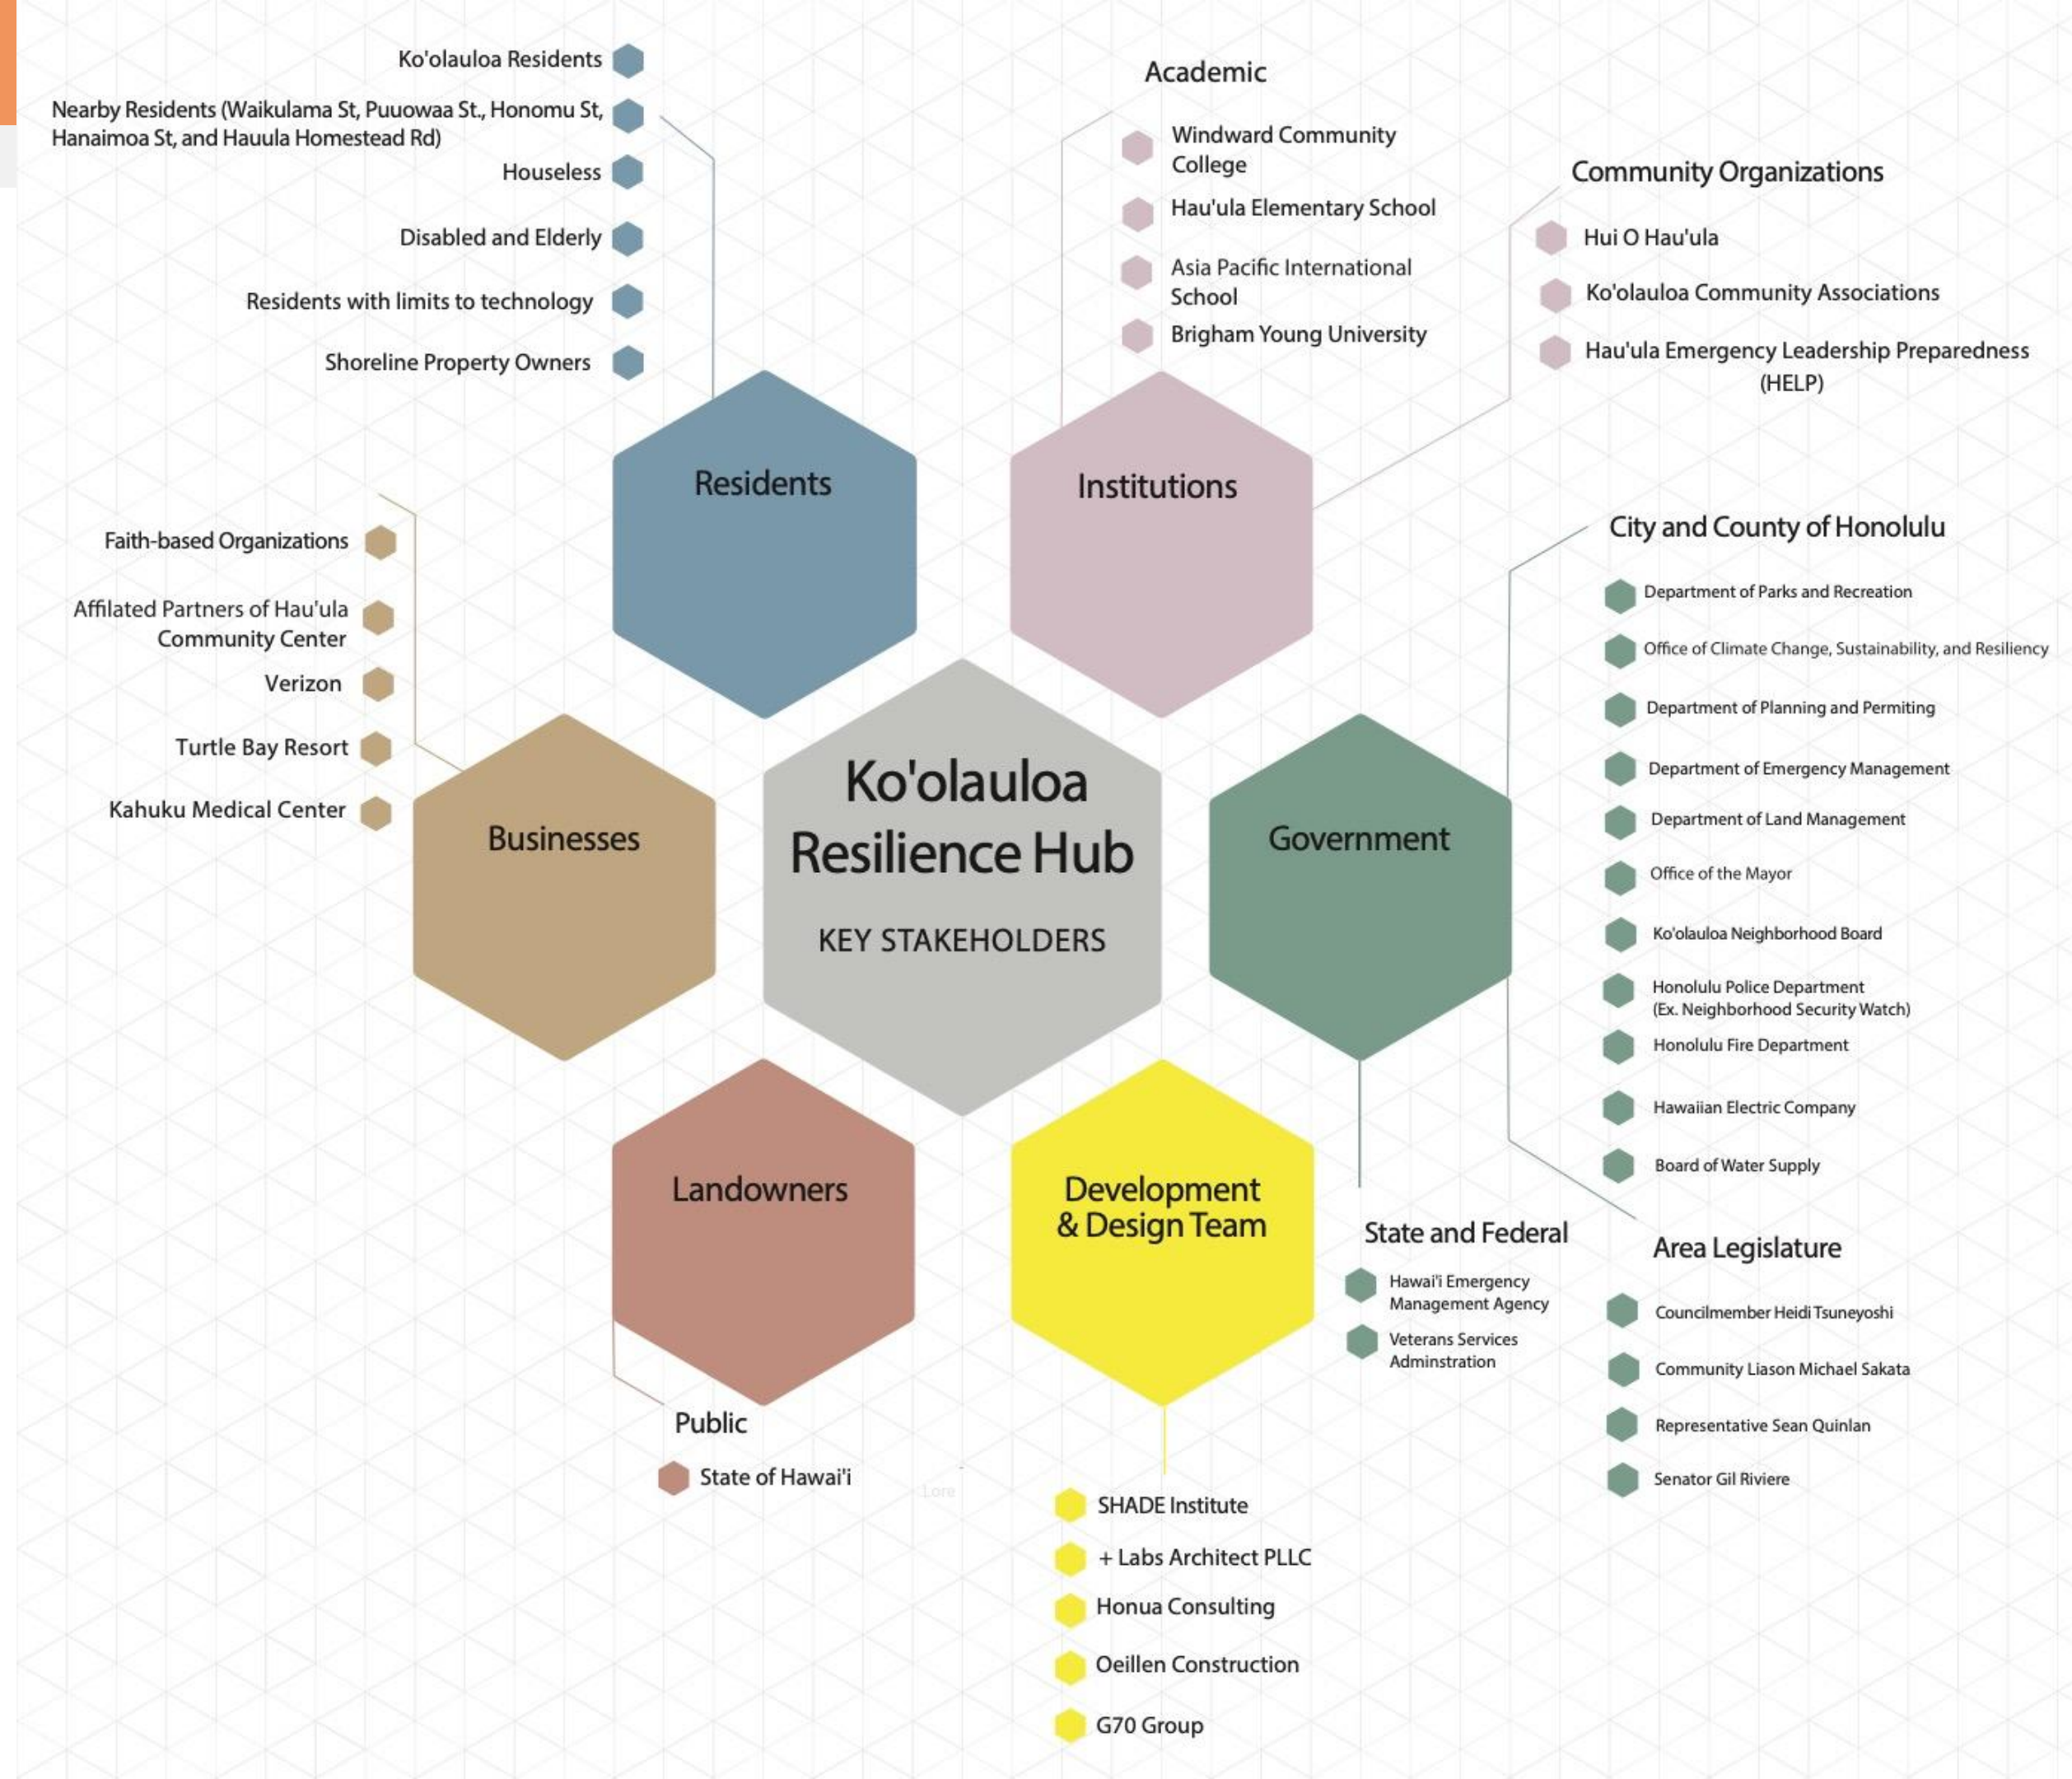 Ko'olauloa Residents
Nearby Residents (Waikulama St, Puuowaa St., Honomu St,
Hanaimoa St, and Hauula Homestead Rd)
Houseless
Disabled and Elderly
Residents with limits to technology
Shoreline Property Owners
Residents
Academic
Windward Community
College
Hau'ula Elementary School
Asia Pacific International
School
Brigham Young University
Institutions
Community Organizations
Hui O Hau'ula
Ko'olauloa Community Associations
Hau'ula Emergency Leadership Preparedness
(HELP)
Faith-based Organizations
Affilated Partners of Hau'ula
Community Center
Verizon
Turtle Bay Resort
Kahuku Medical Center
Businesses
Ko'olauloa
Resilience Hub
KEY STAKEHOLDERS
Government
City and County of Honolulu
Department of Parks and Recreation
Office of Climate Change, Sustainability, and Resiliency
Department of Planning and Permiting
Department of Emergency Management
Department of Land Management
Office of the Mayor
Ko'olauloa Neighborhood Board
Honolulu Police Department
(Ex. Neighborhood Security Watch)
Honolulu Fire Department
Hawaiian Electric Company
Board of Water Supply
State and Federal
Hawai'i Emergency
Management Agency
Veterans Services
Adminstration
Area Legislature
Councilmember Heidi Tsuneyoshi
Community Liason Michael Sakata
Representative Sean Quinlan
Senator Gil Riviere
Landowners
Public
State of Hawai'i
Lore
Development
& Design Team
SHADE Institute
+ Labs Architect PLLC
Honua Consulting
Oeillen Construction
G70 Group